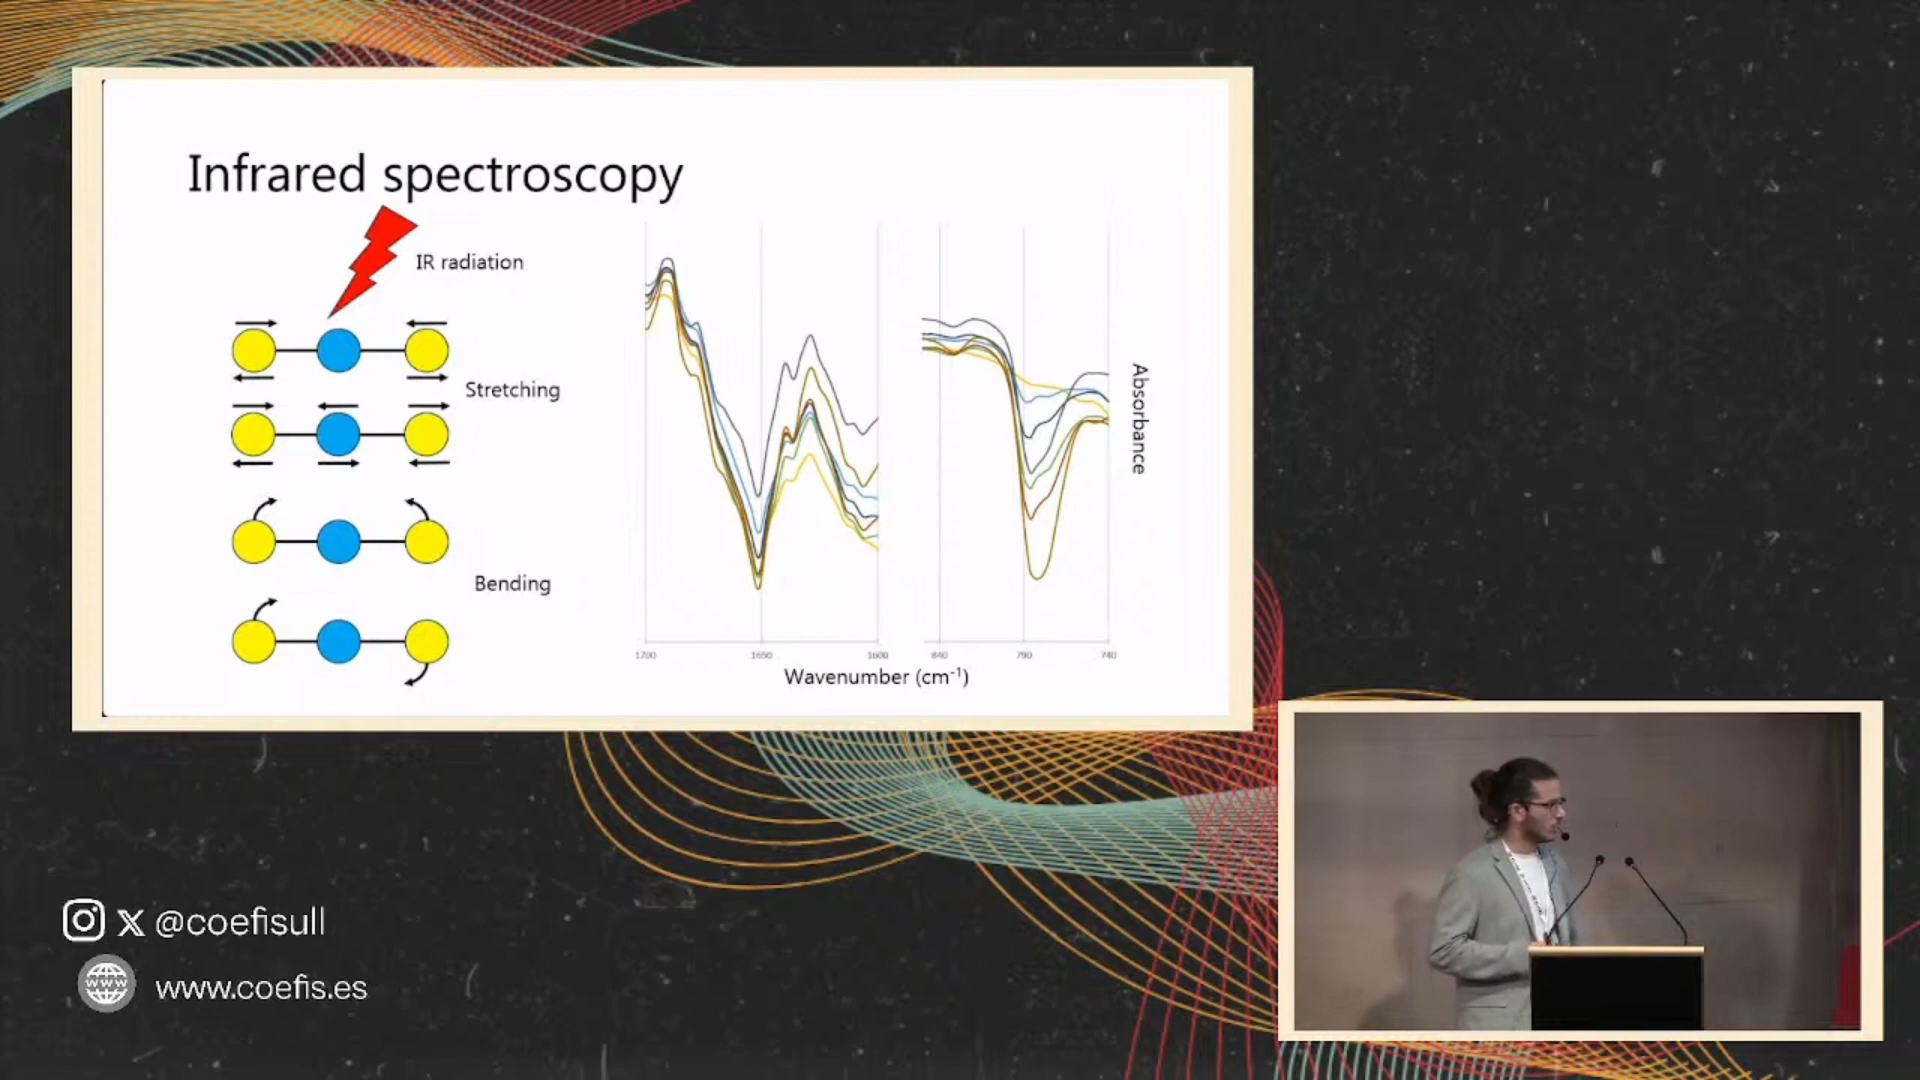 Infrared spectroscopy
IR radiation
Stretching
Bending
Absorbance
1700 1650 1600 840 790 740
Wavenumber (cm⁻¹)
@coefisull
www
www.coefis.es